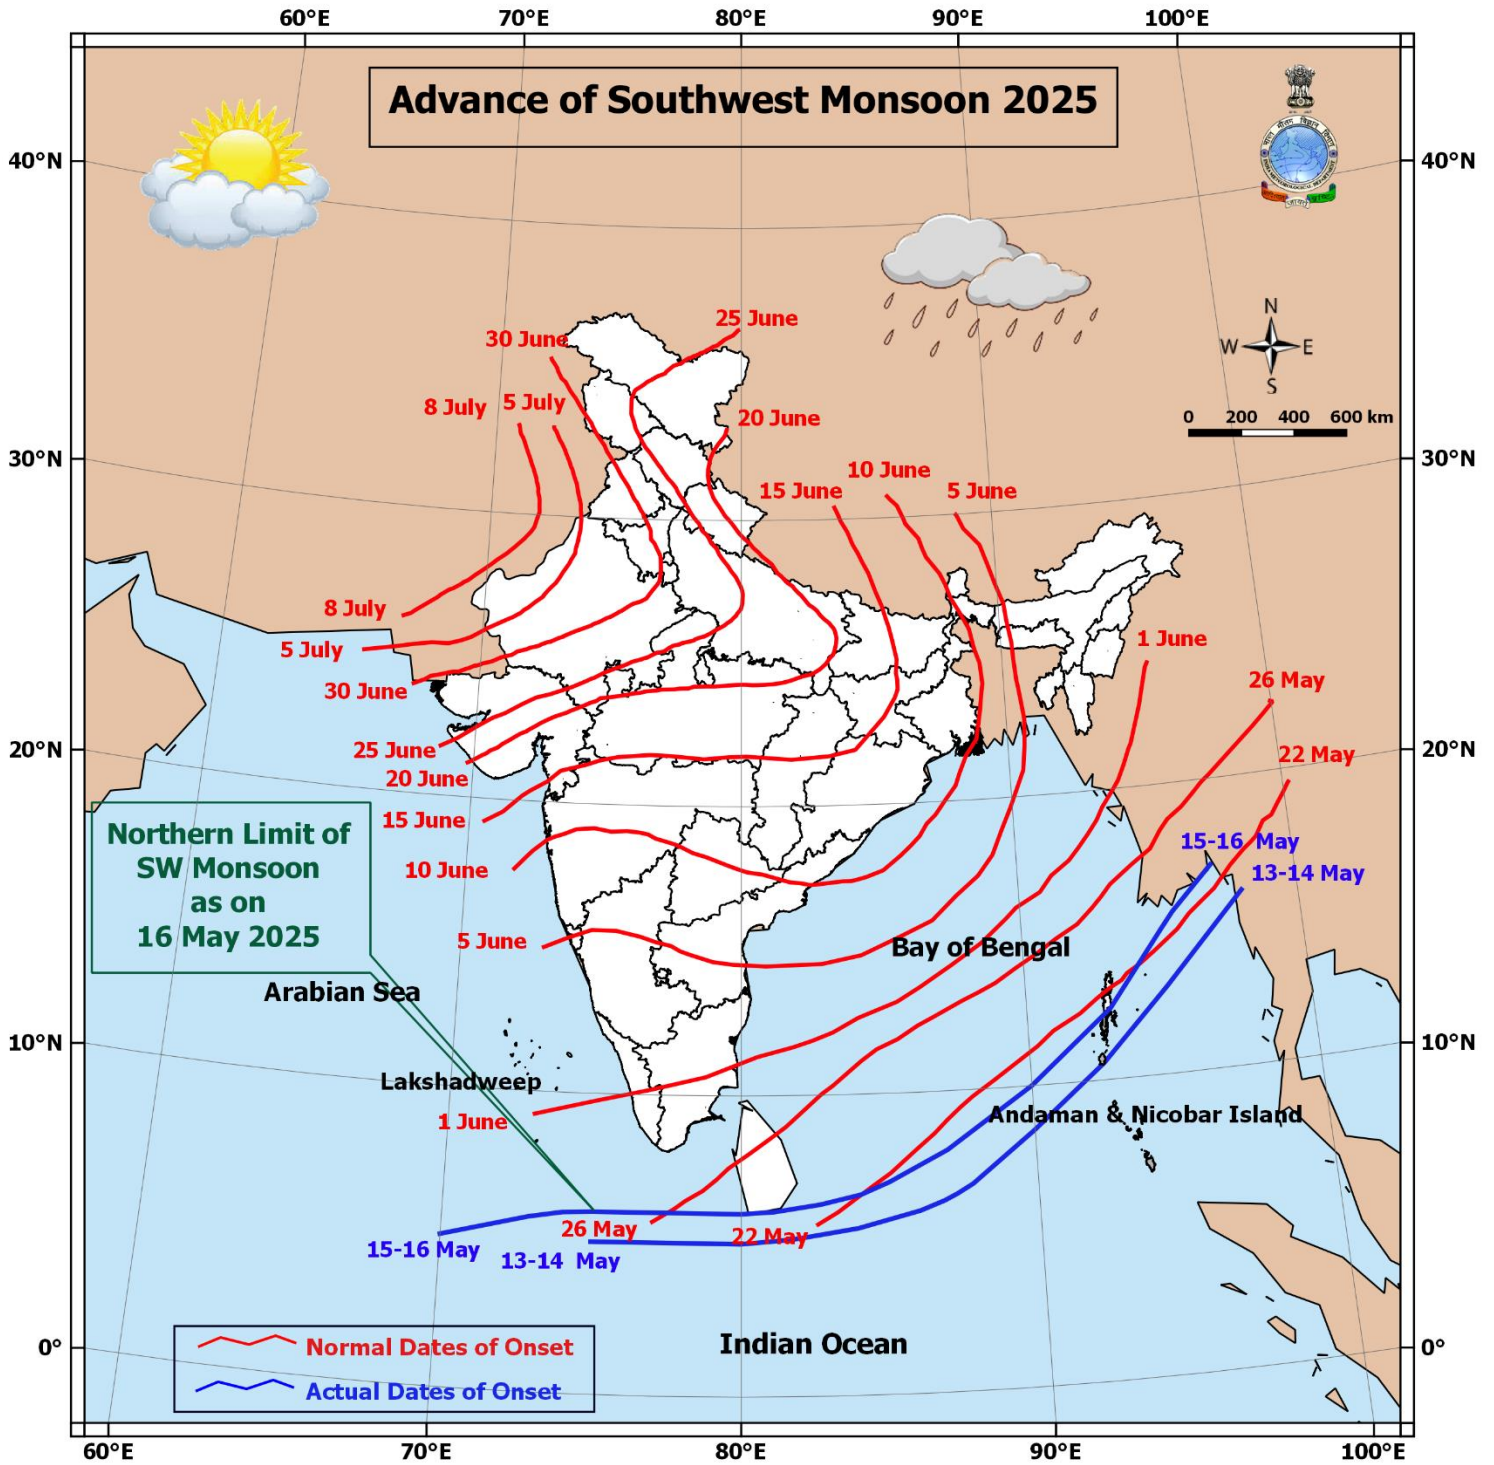 60°E 70°E 80°E 90°E 100°E
Advance of Southwest Monsoon 2025
40°N 40°N
N
W E
S
25 June
30 June
8 July 5 July
20 June
0 200 400 600 km
30°N 30°N
10 June
15 June 5 June
8 July
1 June
5 July
30 June
26 May
25 June
20°N 20°N
22 May
20 June
15 June
Northern Limit of
SW Monsoon
as on
16 May 2025
15-16 May
10 June
13-14 May
5 June
Bay of Bengal
Arabian Sea
10°N 10°N
Lakshadweep
1 June
Andaman & Nicobar Island
26 May
22 May
15-16 May
13-14 May
Indian Ocean
0° 0°
Normal Dates of Onset
Actual Dates of Onset
60°E 70°E 80°E 90°E 100°E